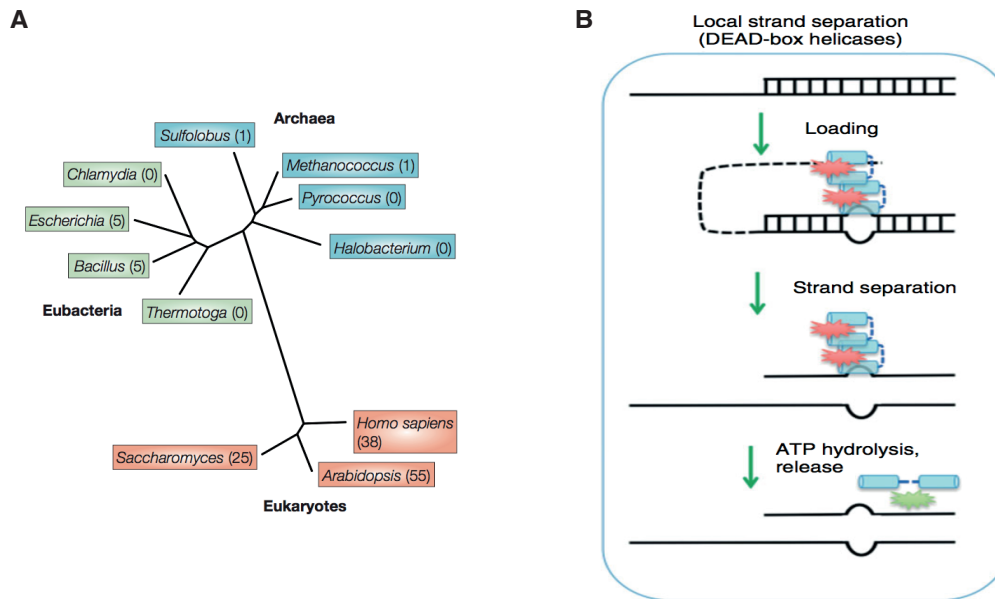 A
Archaea
Sulfolobus (1)
Methanococcus (1)
Chlamydia (0)
Pyrococcus (0)
Escherichia (5)
Halobacterium (0)
Bacillus (5)
Eubacteria
Thermotoga (0)
Homo sapiens
(38)
Saccharomyces (25)
Arabidopsis (55)
Eukaryotes
B
Local strand separation
(DEAD-box helicases)
Loading
Strand separation
ATP hydrolysis,
release